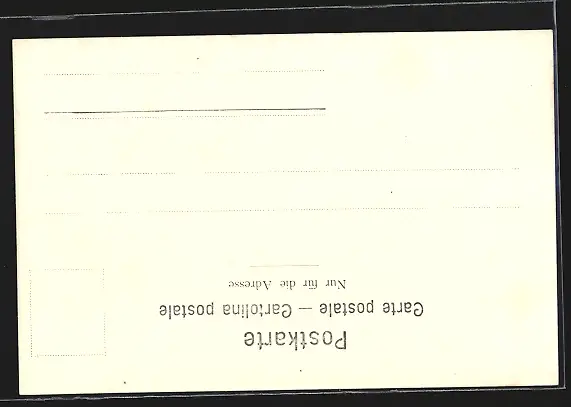 Postkarte
Carte postale — Cartolina postale
Nur für die Adresse